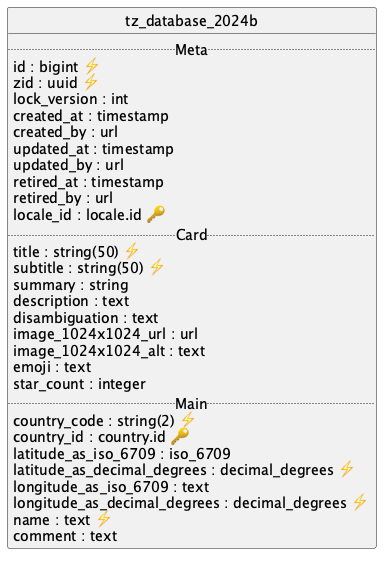 tz_database_2024b
Meta
id : bigint ⚡
zid : uuid ⚡
lock_version : int
created_at : timestamp
created_by : url
updated_at : timestamp
updated_by : url
retired_at : timestamp
retired_by : url
locale_id : locale.id 🔑
Card
title : string(50) ⚡
subtitle : string(50) ⚡
summary : string
description : text
disambiguation : text
image_1024x1024_url : url
image_1024x1024_alt : text
emoji : text
star_count : integer
Main
country_code : string(2) ⚡
country_id : country.id 🔑
latitude_as_iso_6709 : iso_6709
latitude_as_decimal_degrees : decimal_degrees ⚡
longitude_as_iso_6709 : text
longitude_as_decimal_degrees : decimal_degrees ⚡
name : text ⚡
comment : text